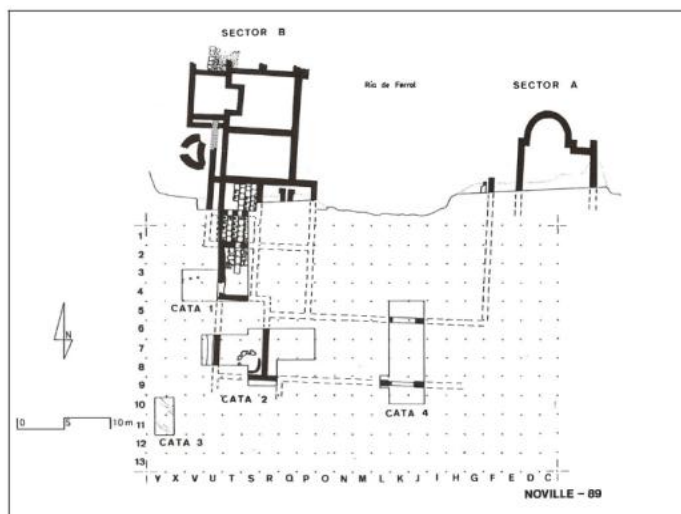 SECTOR B
Ría de Ferrol
SECTOR A
1
2
3
4
5
6
7
8
9
10
11
12
13
CATA 1
CATA 2
CATA 3
CATA 4
N
0 5 10m
I Y X V U T S R Q P O N M L K J I H G F E D C
NOVILLE – 89